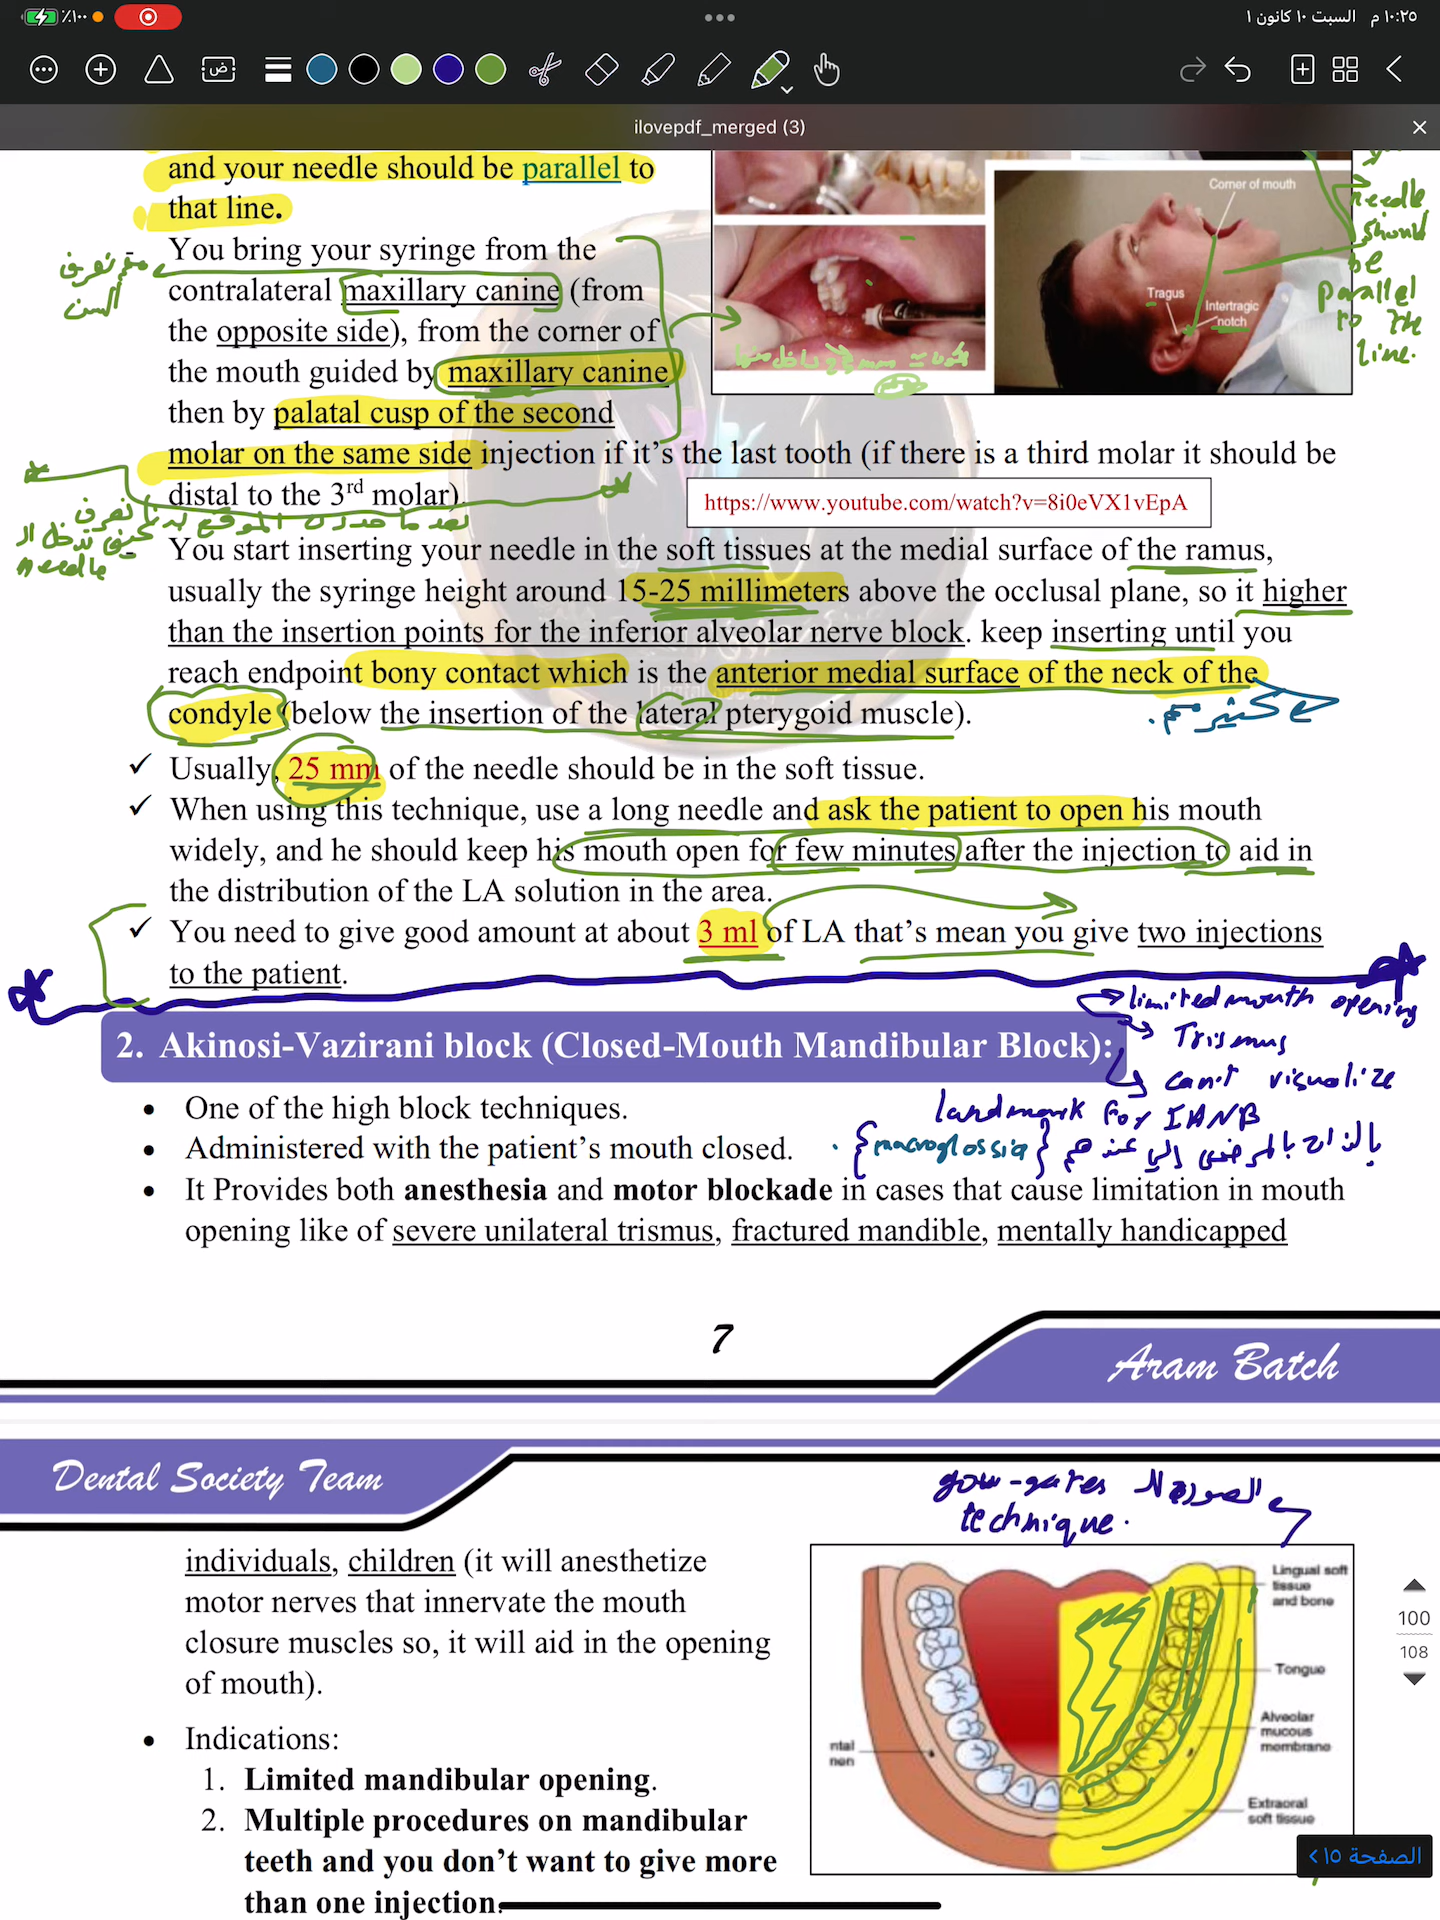 ٪١٠٠
١٠:٢٥ م السبت ١٠ كانون ١
ض
ilovepdf_merged (3)
and your needle should be parallel to
that line.
- You bring your syringe from the
contralateral maxillary canine (from
the opposite side), from the corner of
the mouth guided by maxillary canine
then by palatal cusp of the second
molar on the same side injection if it's the last tooth (if there is a third molar it should be
distal to the 3rd molar).
Corner of mouth
Tragus
Intertragic
notch
needle
should
be
parallel
to the
line.
https://www.youtube.com/watch?v=8i0eVX1vEpA
needle
- You start inserting your needle in the soft tissues at the medial surface of the ramus,
usually the syringe height around 15-25 millimeters above the occlusal plane, so it higher
than the insertion points for the inferior alveolar nerve block. keep inserting until you
reach endpoint bony contact which is the anterior medial surface of the neck of the
condyle (below the insertion of the lateral pterygoid muscle).
✓ Usually, 25 mm of the needle should be in the soft tissue.
✓ When using this technique, use a long needle and ask the patient to open his mouth
widely, and he should keep his mouth open for few minutes after the injection to aid in
the distribution of the LA solution in the area.
✓ You need to give good amount at about 3 ml of LA that's mean you give two injections
to the patient.
limited mouth opening
Trismus
can't visualize
landmark for IANB
{macroglossia}
2. Akinosi-Vazirani block (Closed-Mouth Mandibular Block):
• One of the high block techniques.
• Administered with the patient's mouth closed.
• It Provides both anesthesia and motor blockade in cases that cause limitation in mouth
opening like of severe unilateral trismus, fractured mandible, mentally handicapped
7
Aram Batch
Dental Society Team
gow-gates الصورة لل
technique.
individuals, children (it will anesthetize
motor nerves that innervate the mouth
closure muscles so, it will aid in the opening
of mouth).
• Indications:
1. Limited mandibular opening.
2. Multiple procedures on mandibular
teeth and you don't want to give more
than one injection.
Lingual soft
tissue
and bone
Tongue
Alveolar
mucous
membrane
Extraoral
soft tissue
ntal
nen
100
108
الصفحة ١٥